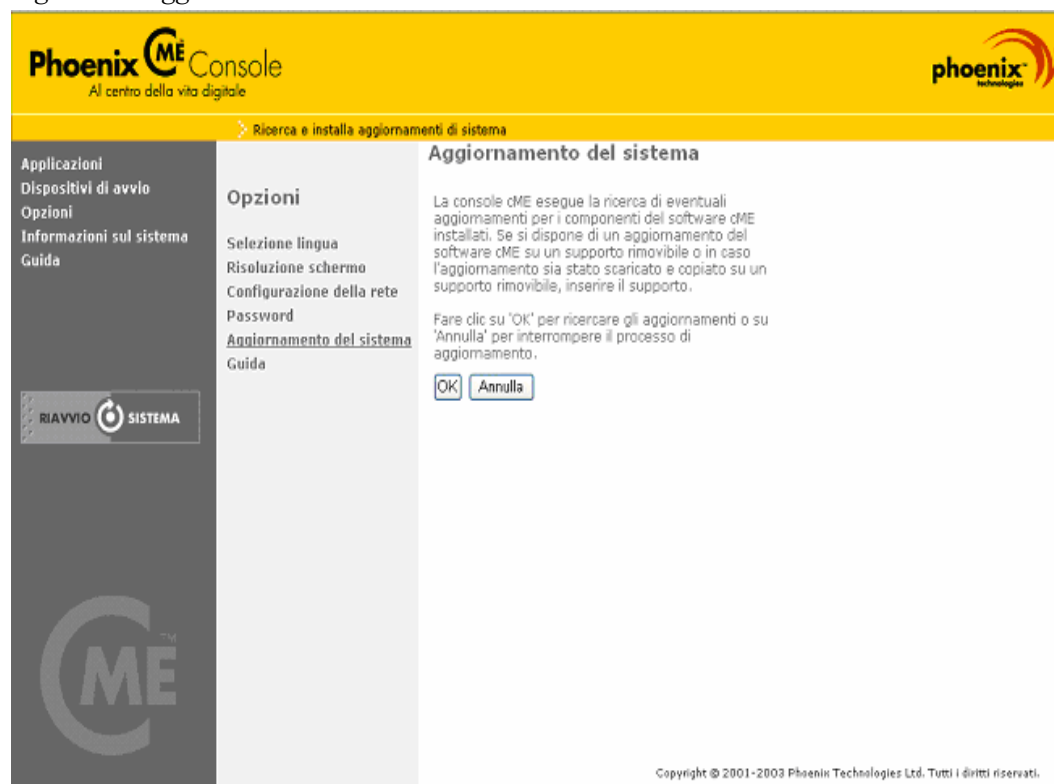 Phoenix CME Console
Al centro della vita digitale
phoenix
technologies
Ricerca e installa aggiornamenti di sistema
Applicazioni
Dispositivi di avvio
Opzioni
Informazioni sul sistema
Guida
RIAVVIO SISTEMA
CME TM
Opzioni
Selezione lingua
Risoluzione schermo
Configurazione della rete
Password
Aggiornamento del sistema
Guida
Aggiornamento del sistema
La console cME esegue la ricerca di eventuali
aggiornamenti per i componenti del software cME
installati. Se si dispone di un aggiornamento del
software cME su un supporto rimovibile o in caso
l'aggiornamento sia stato scaricato e copiato su un
supporto rimovibile, inserire il supporto.
Fare clic su 'OK' per ricercare gli aggiornamenti o su
'Annulla' per interrompere il processo di
aggiornamento.
OK Annulla
Copyright © 2001-2003 Phoenix Technologies Ltd. Tutti i diritti riservati.